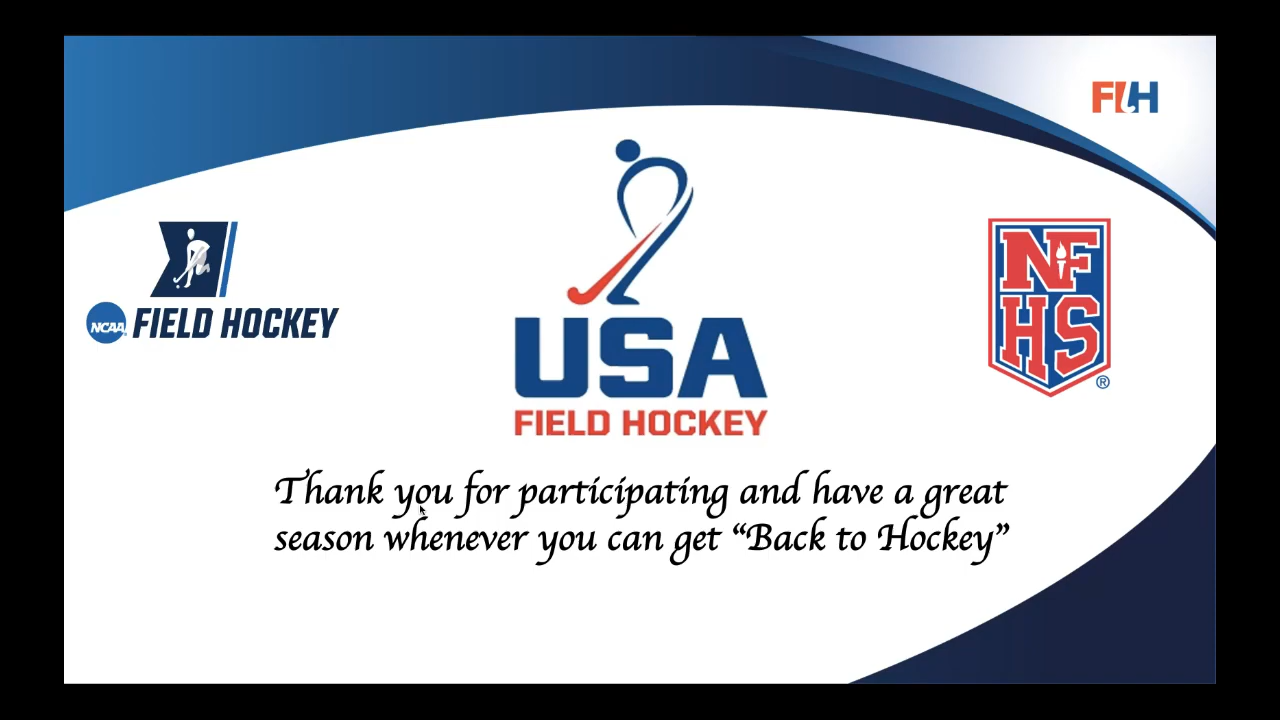 FIH
NCAA FIELD HOCKEY
USA
FIELD HOCKEY
NF
HS
®
Thank you for participating and have a great
season whenever you can get “Back to Hockey”